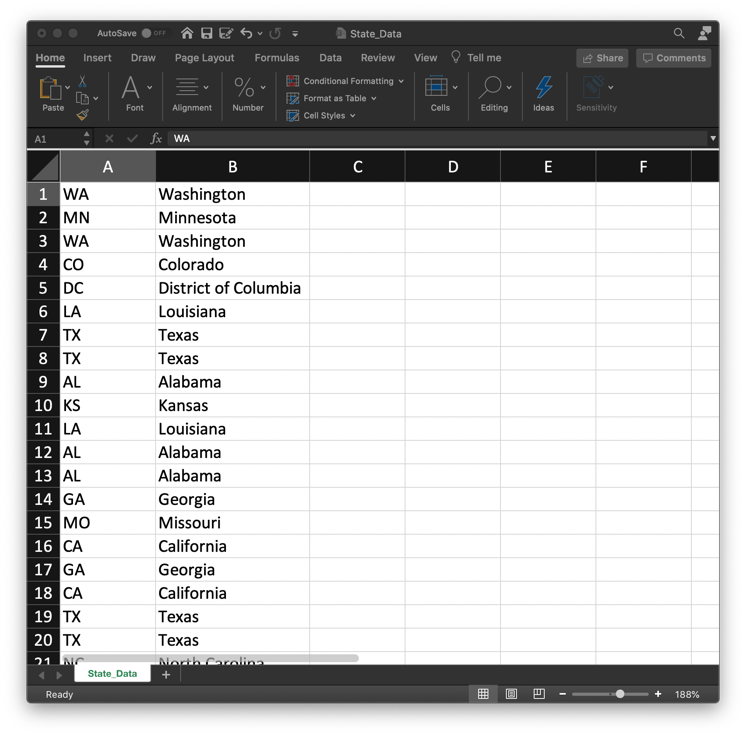 AutoSave OFF State_Data
Home Insert Draw Page Layout Formulas Data Review View Tell me Share Comments
Paste Font Alignment Number Conditional Formatting Format as Table Cell Styles Cells Editing Ideas Sensitivity
A1 fx WA
A B C D E F
1 WA Washington
2 MN Minnesota
3 WA Washington
4 CO Colorado
5 DC District of Columbia
6 LA Louisiana
7 TX Texas
8 TX Texas
9 AL Alabama
10 KS Kansas
11 LA Louisiana
12 AL Alabama
13 AL Alabama
14 GA Georgia
15 MO Missouri
16 CA California
17 GA Georgia
18 CA California
19 TX Texas
20 TX Texas
21 NC North Carolina
State_Data +
Ready 188%